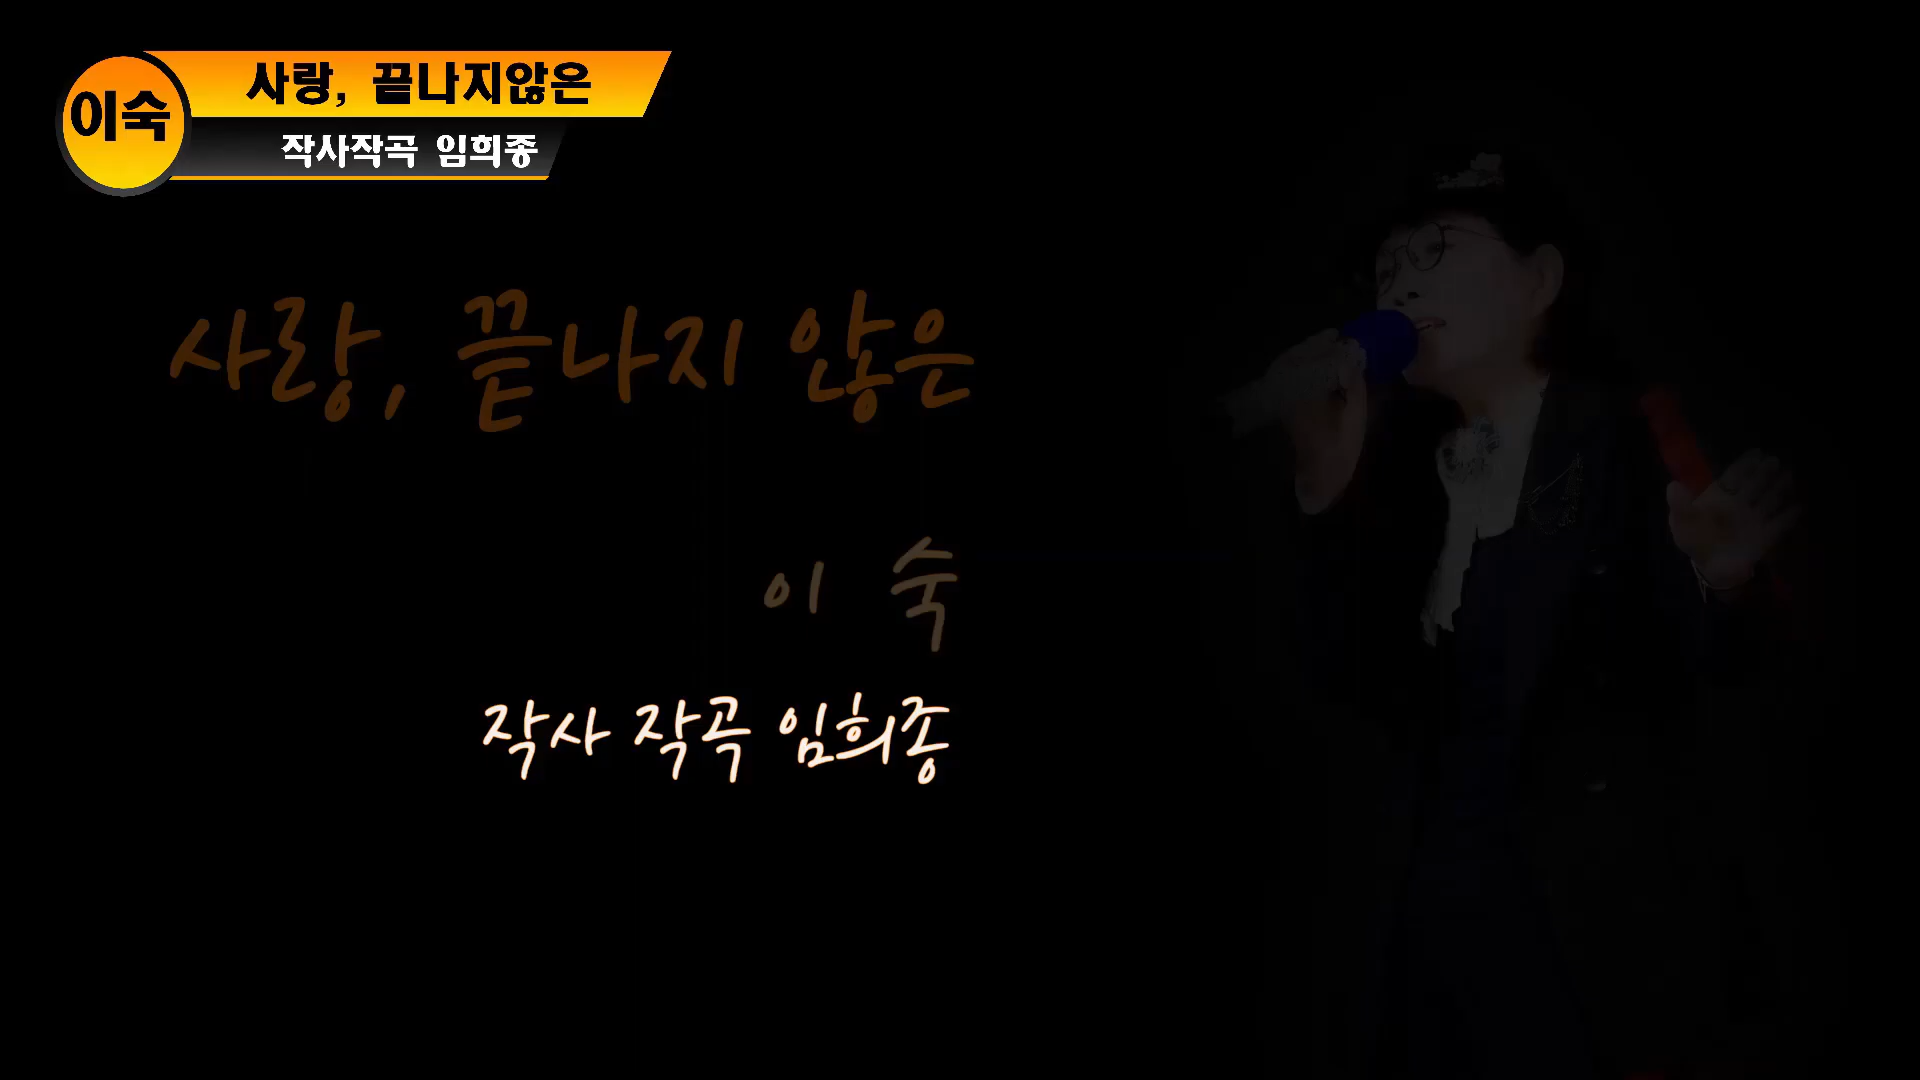 이숙
사랑, 끝나지않은
작사작곡 임희종
사랑, 끝나지 않은
이 숙
작사 작곡 임희종